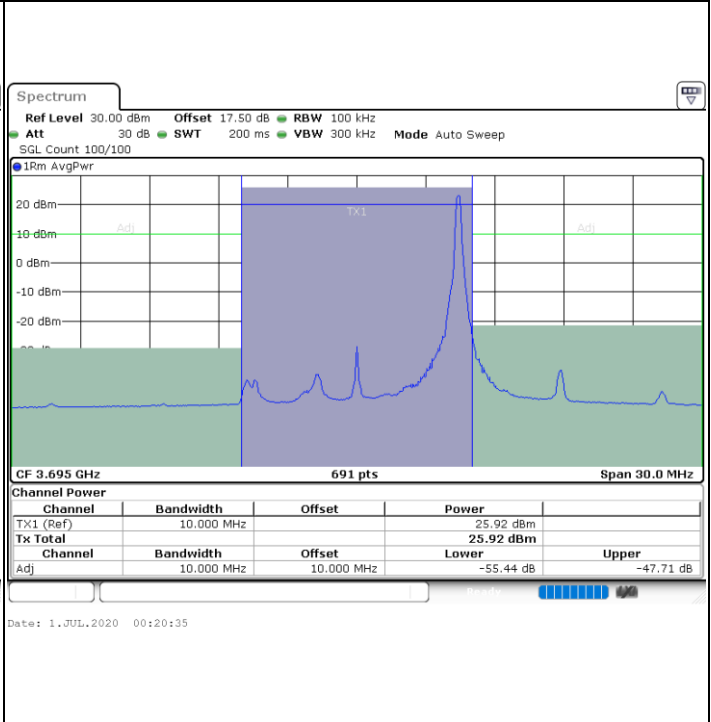 Spectrum
Ref Level 30.00 dBm Offset 17.50 dB RBW 100 kHz
Att 30 dB SWT 200 ms VBW 300 kHz Mode Auto Sweep
SGL Count 100/100
1Rm AvgPwr
20 dBm
TX1
Adj
Adj
10 dBm
0 dBm
-10 dBm
-20 dBm
CF 3.695 GHz 691 pts Span 30.0 MHz
Channel Power
Channel Bandwidth Offset Power
TX1 (Ref) 10.000 MHz 25.92 dBm
Tx Total 25.92 dBm
Channel Bandwidth Offset Lower Upper
Adj 10.000 MHz 10.000 MHz -55.44 dB -47.71 dB
Ready
Date: 1.JUL.2020 00:20:35